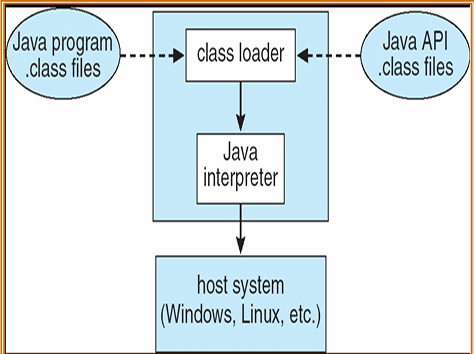 Java program
.class files
class loader
Java API
.class files
Java
interpreter
host system
(Windows, Linux, etc.)